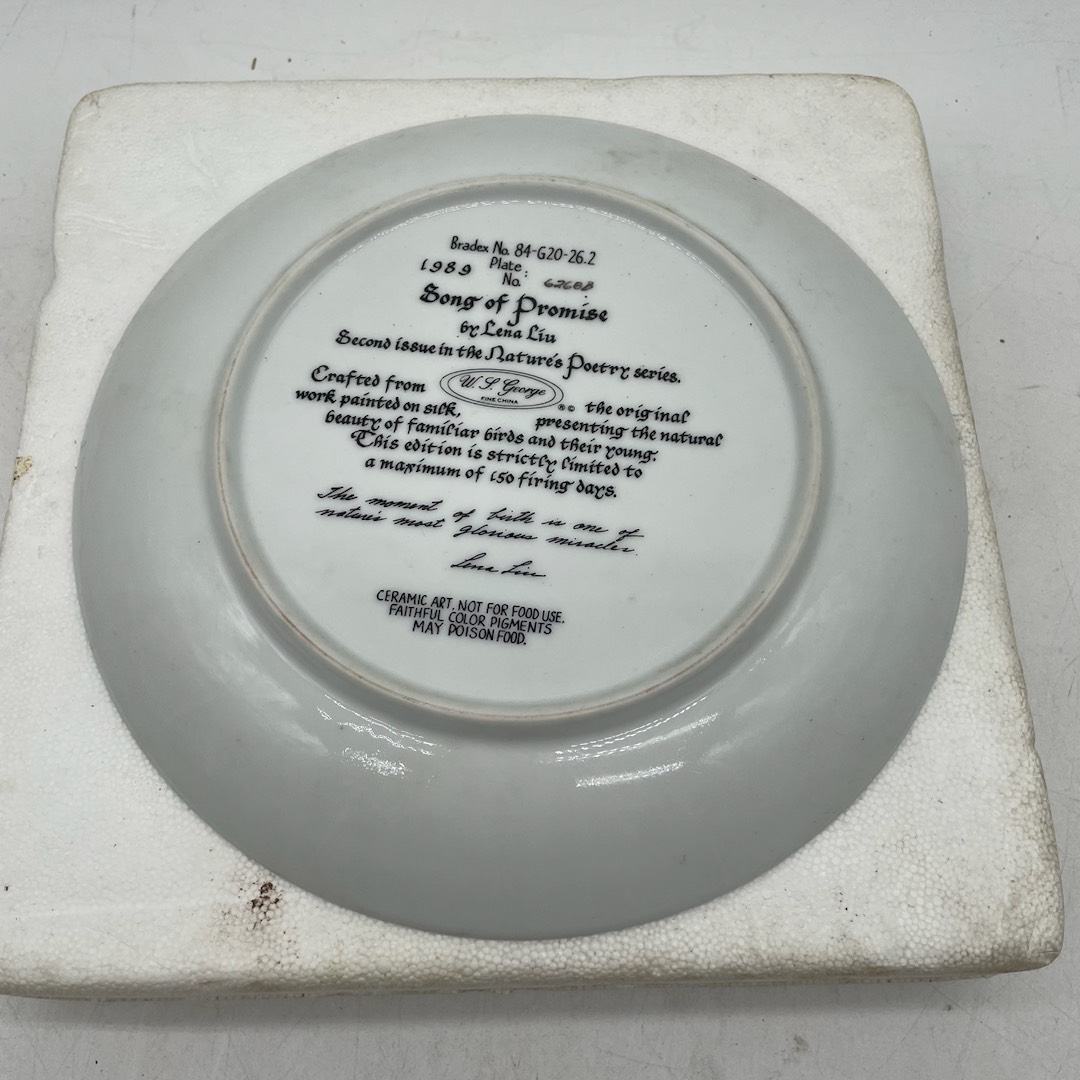 Bradex No. 84-G20-26.2
1989 Plate No.:
Song of Promise
by Lena Liu
Second issue in the Nature's Poetry series.
Crafted from W. S. George FINE CHINA ® © the original
work painted on silk, presenting the natural
beauty of familiar birds and their young.
This edition is strictly limited to
a maximum of 150 firing days.
The moment of birth is one of
nature's most glorious miracles.
Lena Liu
CERAMIC ART, NOT FOR FOOD USE.
FAITHFUL COLOR PIGMENTS
MAY POISON FOOD.